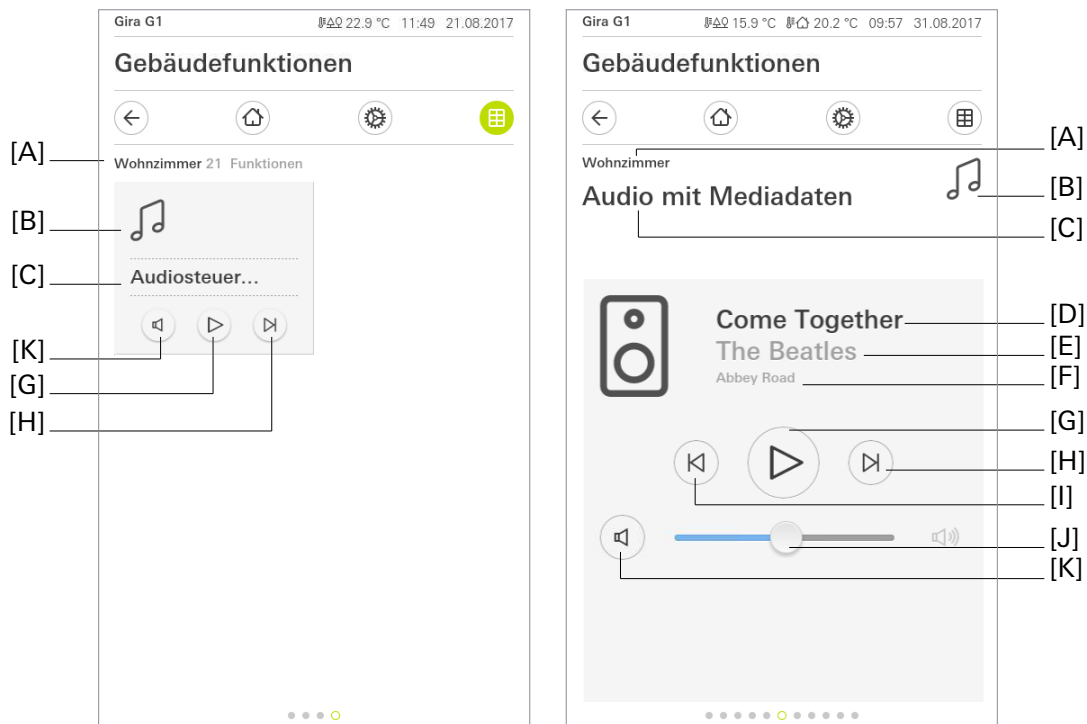 Gira G1 22.9 °C 11:49 21.08.2017
Gebäudefunktionen
[A]
Wohnzimmer 21 Funktionen
[B]
[C]
Audiosteuer...
[K]
[G]
[H]
Gira G1 15.9 °C 20.2 °C 09:57 31.08.2017
Gebäudefunktionen
[A]
Wohnzimmer
[B]
Audio mit Mediadaten
[C]
Come Together
[D]
The Beatles
[E]
Abbey Road
[F]
[G]
[H]
[I]
[J]
[K]